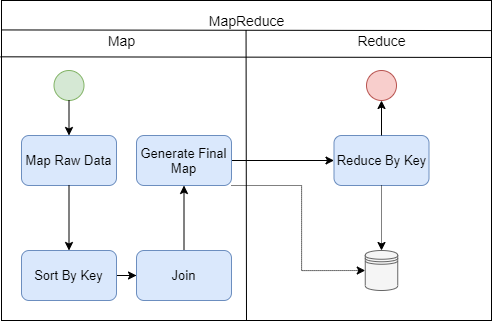 MapReduce
Map
Reduce
Map Raw Data
Generate Final
Map
Reduce By Key
Sort By Key
Join